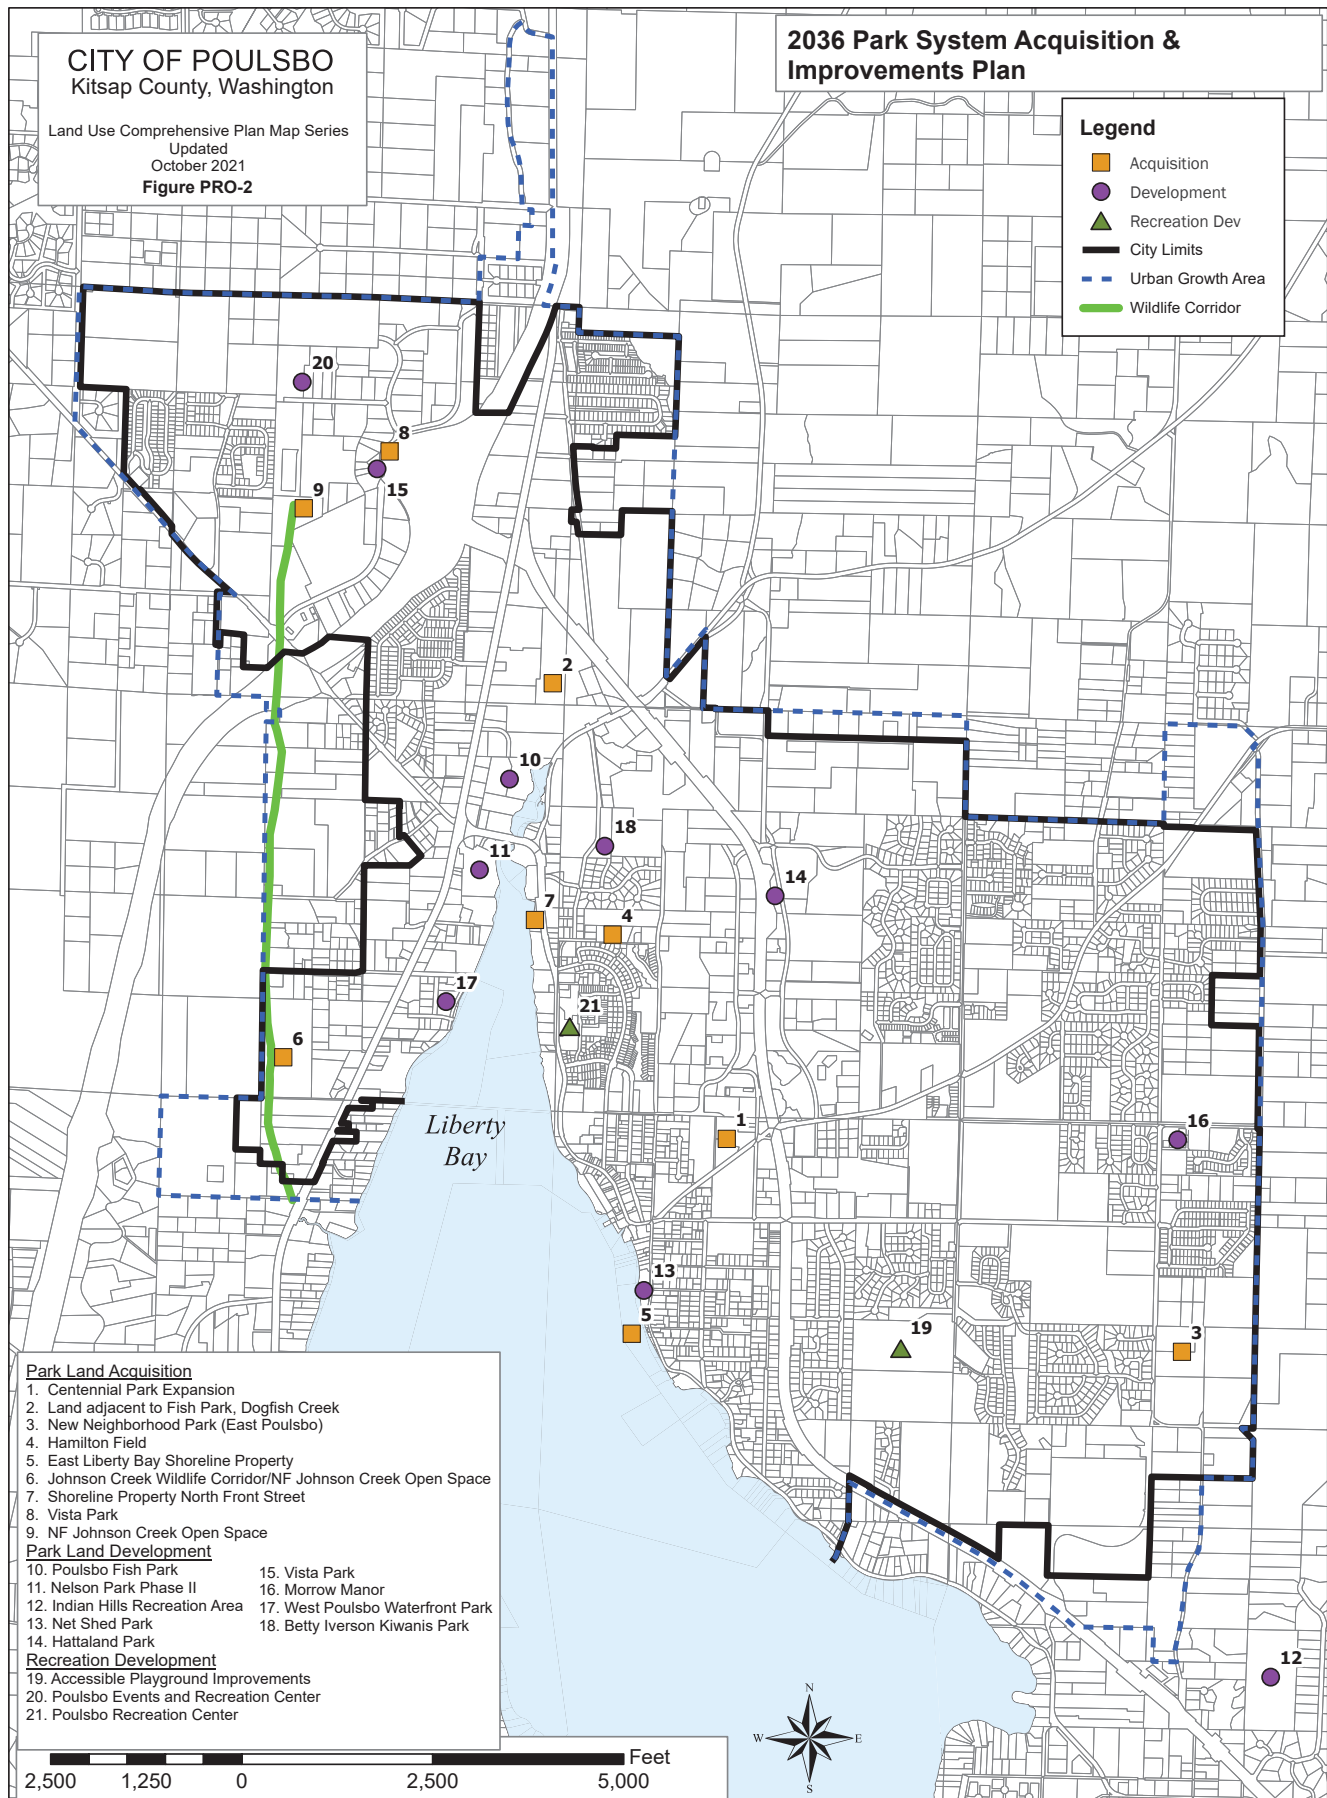 CITY OF POULSBO
Kitsap County, Washington
Land Use Comprehensive Plan Map Series
Updated
October 2021
Figure PRO-2
2036 Park System Acquisition &
Improvements Plan
Legend
Acquisition
Development
Recreation Dev
City Limits
Urban Growth Area
Wildlife Corridor
20
8
15
9
2
10
18
11
14
7
4
17
21
6
Liberty
Bay
1
16
13
5
19
3
12
Park Land Acquisition
1. Centennial Park Expansion
2. Land adjacent to Fish Park, Dogfish Creek
3. New Neighborhood Park (East Poulsbo)
4. Hamilton Field
5. East Liberty Bay Shoreline Property
6. Johnson Creek Wildlife Corridor/NF Johnson Creek Open Space
7. Shoreline Property North Front Street
8. Vista Park
9. NF Johnson Creek Open Space
Park Land Development
10. Poulsbo Fish Park
11. Nelson Park Phase II
12. Indian Hills Recreation Area
13. Net Shed Park
14. Hattaland Park
15. Vista Park
16. Morrow Manor
17. West Poulsbo Waterfront Park
18. Betty Iverson Kiwanis Park
Recreation Development
19. Accessible Playground Improvements
20. Poulsbo Events and Recreation Center
21. Poulsbo Recreation Center
N
W E
S
Feet
2,500 1,250 0 2,500 5,000